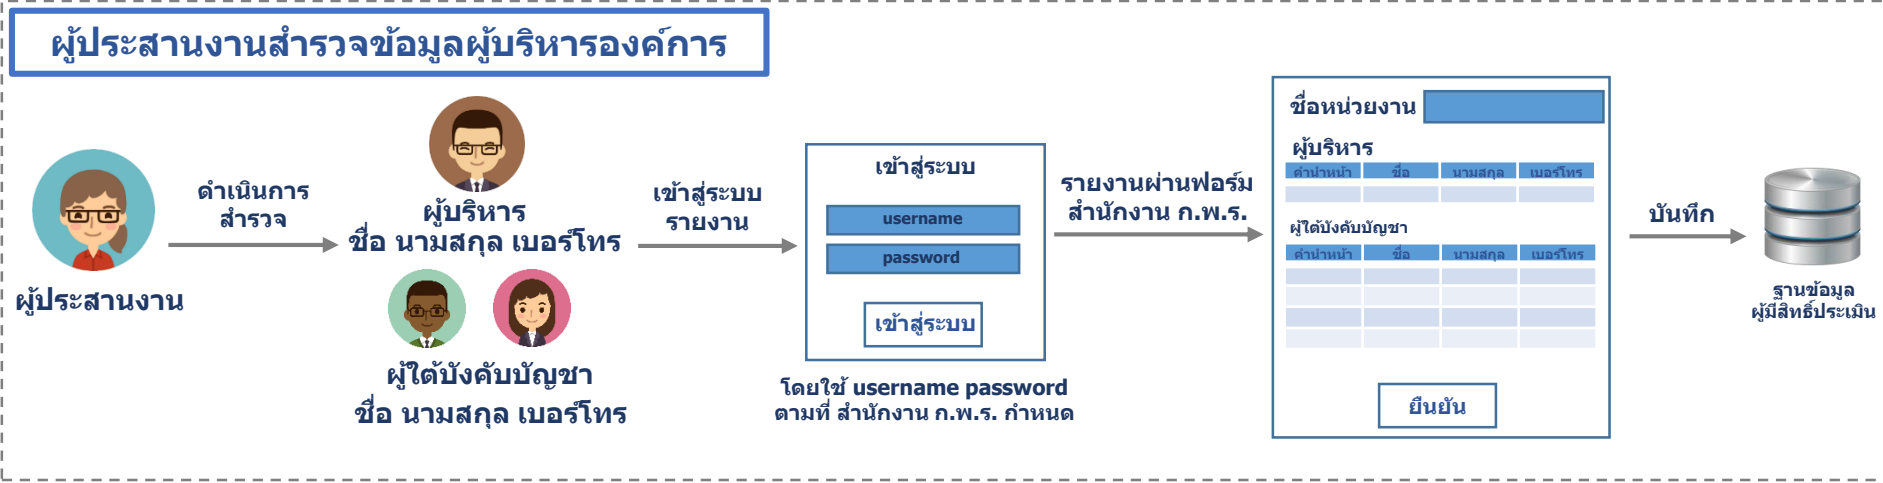 ผู้ประสานงานสำรวจข้อมูลผู้บริหารองค์การ
ผู้ประสานงาน
ดำเนินการ
สำรวจ
ผู้บริหาร
ชื่อ นามสกุล เบอร์โทร
ผู้ใต้บังคับบัญชา
ชื่อ นามสกุล เบอร์โทร
เข้าสู่ระบบ
รายงาน
เข้าสู่ระบบ
username
password
เข้าสู่ระบบ
โดยใช้ username password
ตามที่ สำนักงาน ก.พ.ร. กำหนด
รายงานผ่านฟอร์ม
สำนักงาน ก.พ.ร.
ชื่อหน่วยงาน
ผู้บริหาร
คำนำหน้า ชื่อ นามสกุล เบอร์โทร
ผู้ใต้บังคับบัญชา
คำนำหน้า ชื่อ นามสกุล เบอร์โทร
ยืนยัน
บันทึก
ฐานข้อมูล
ผู้มีสิทธิ์ประเมิน